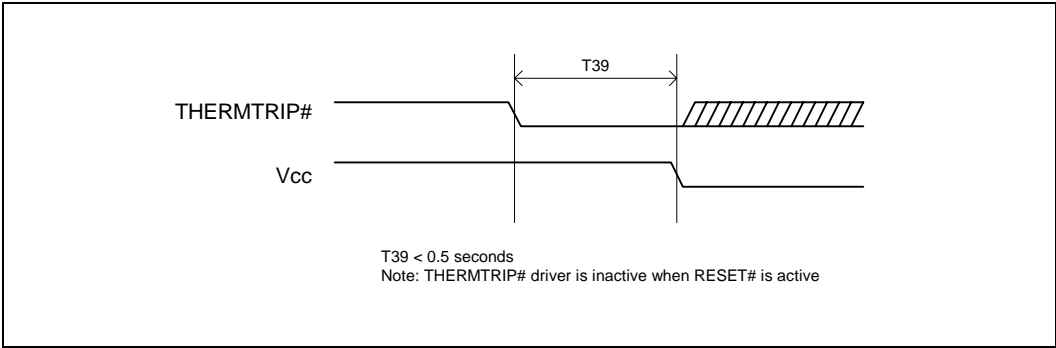 T39
THERMTRIP#
Vcc
T39 < 0.5 seconds
Note: THERMTRIP# driver is inactive when RESET# is active